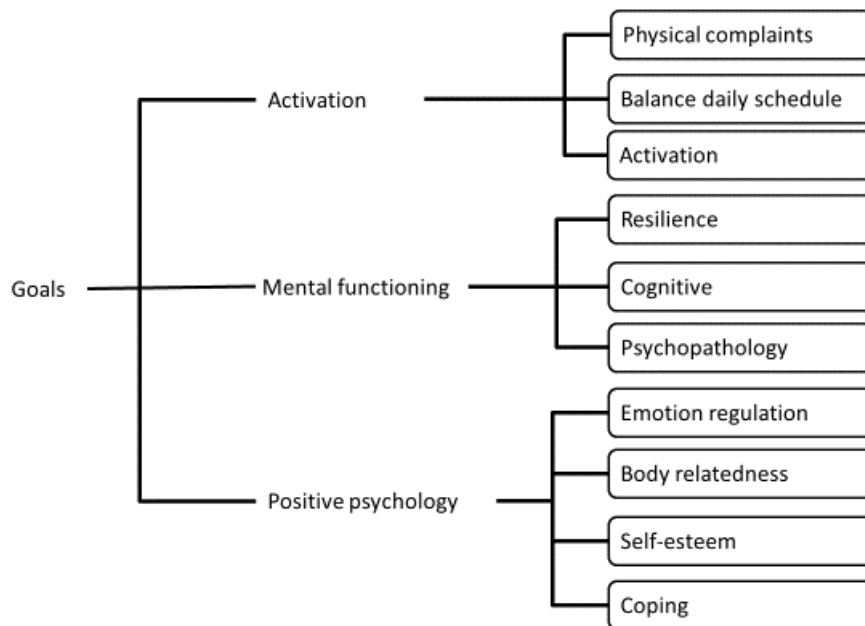 Goals
Activation
Physical complaints
Balance daily schedule
Activation
Mental functioning
Resilience
Cognitive
Psychopathology
Positive psychology
Emotion regulation
Body relatedness
Self-esteem
Coping